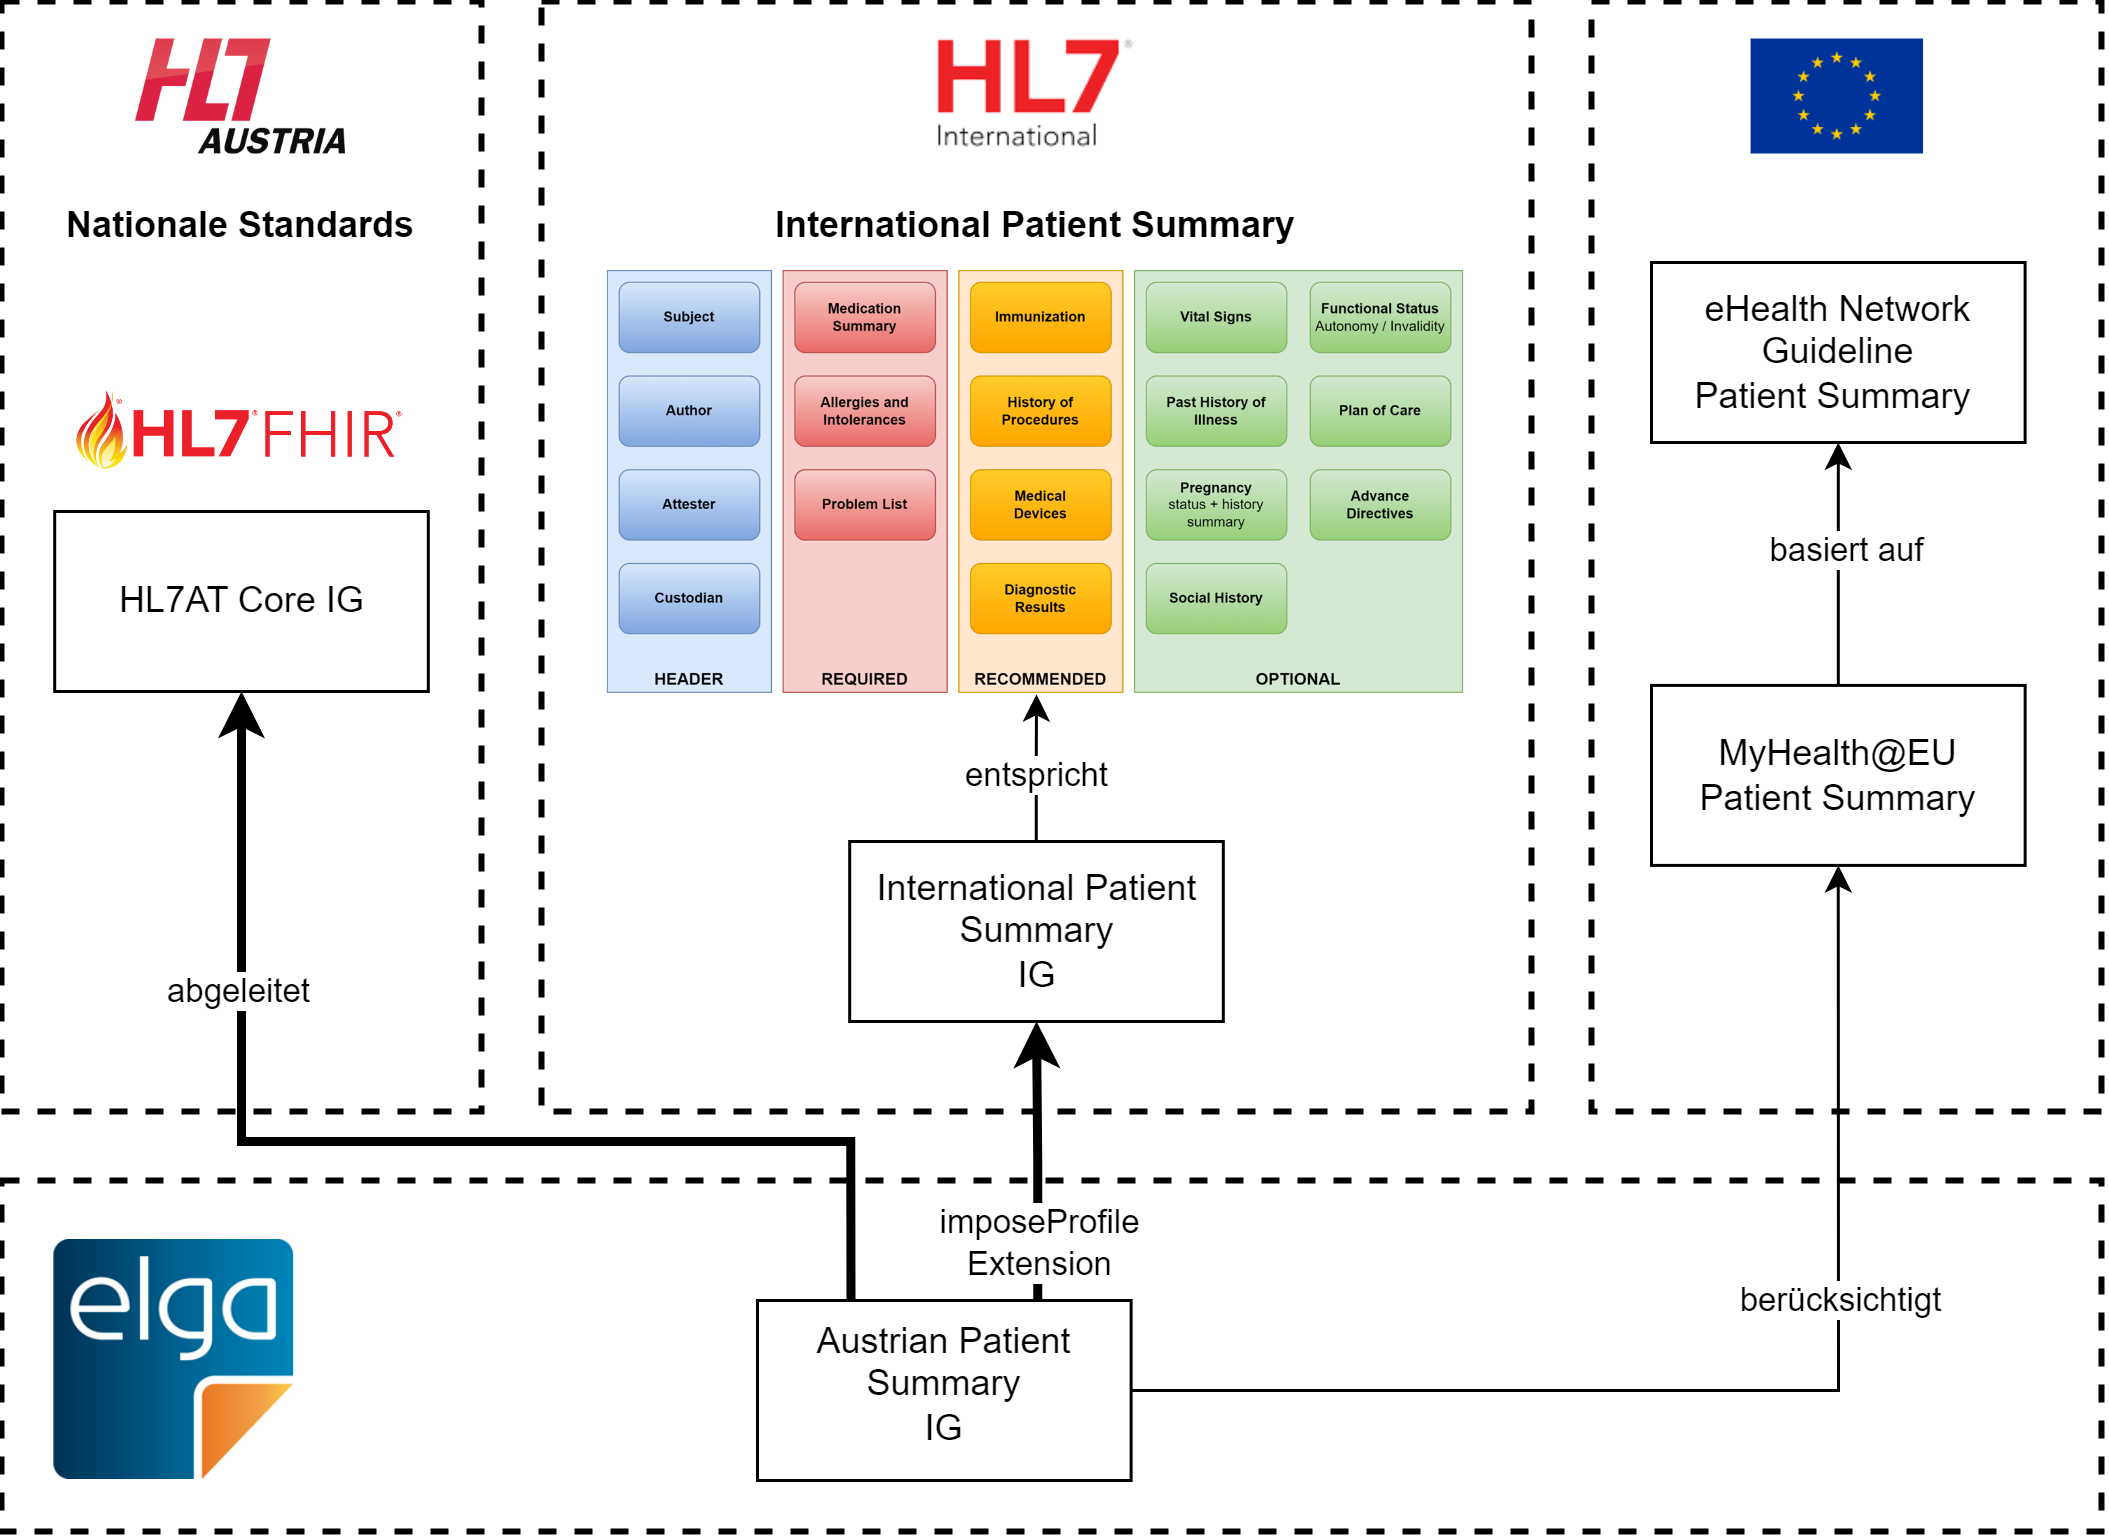 HL7
AUSTRIA
Nationale Standards
HL7 FHIR
HL7AT Core IG
abgeleitet
HL7
International
International Patient Summary
Subject
Author
Attester
Custodian
HEADER
Medication
Summary
Allergies and
Intolerances
Problem List
REQUIRED
Immunization
History of
Procedures
Medical
Devices
Diagnostic
Results
RECOMMENDED
Vital Signs
Past History of
Illness
Pregnancy
status + history
summary
Social History
Functional Status
Autonomy / Invalidity
Plan of Care
Advance
Directives
OPTIONAL
entspricht
International Patient
Summary
IG
imposeProfile
Extension
eHealth Network
Guideline
Patient Summary
basiert auf
MyHealth@EU
Patient Summary
berücksichtigt
elga
Austrian Patient
Summary
IG